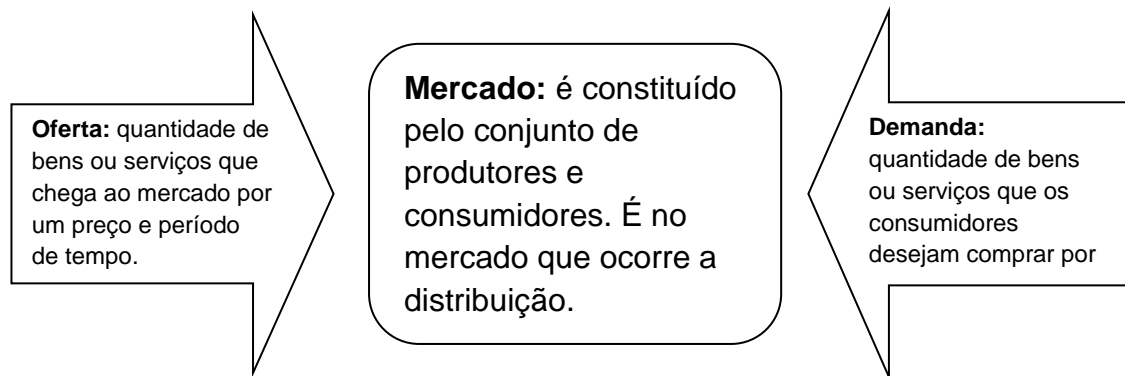 Oferta: quantidade de
bens ou serviços que
chega ao mercado por
um preço e período
de tempo.
Mercado: é constituído
pelo conjunto de
produtores e
consumidores. É no
mercado que ocorre a
distribuição.
Demanda:
quantidade de bens
ou serviços que os
consumidores
desejam comprar por